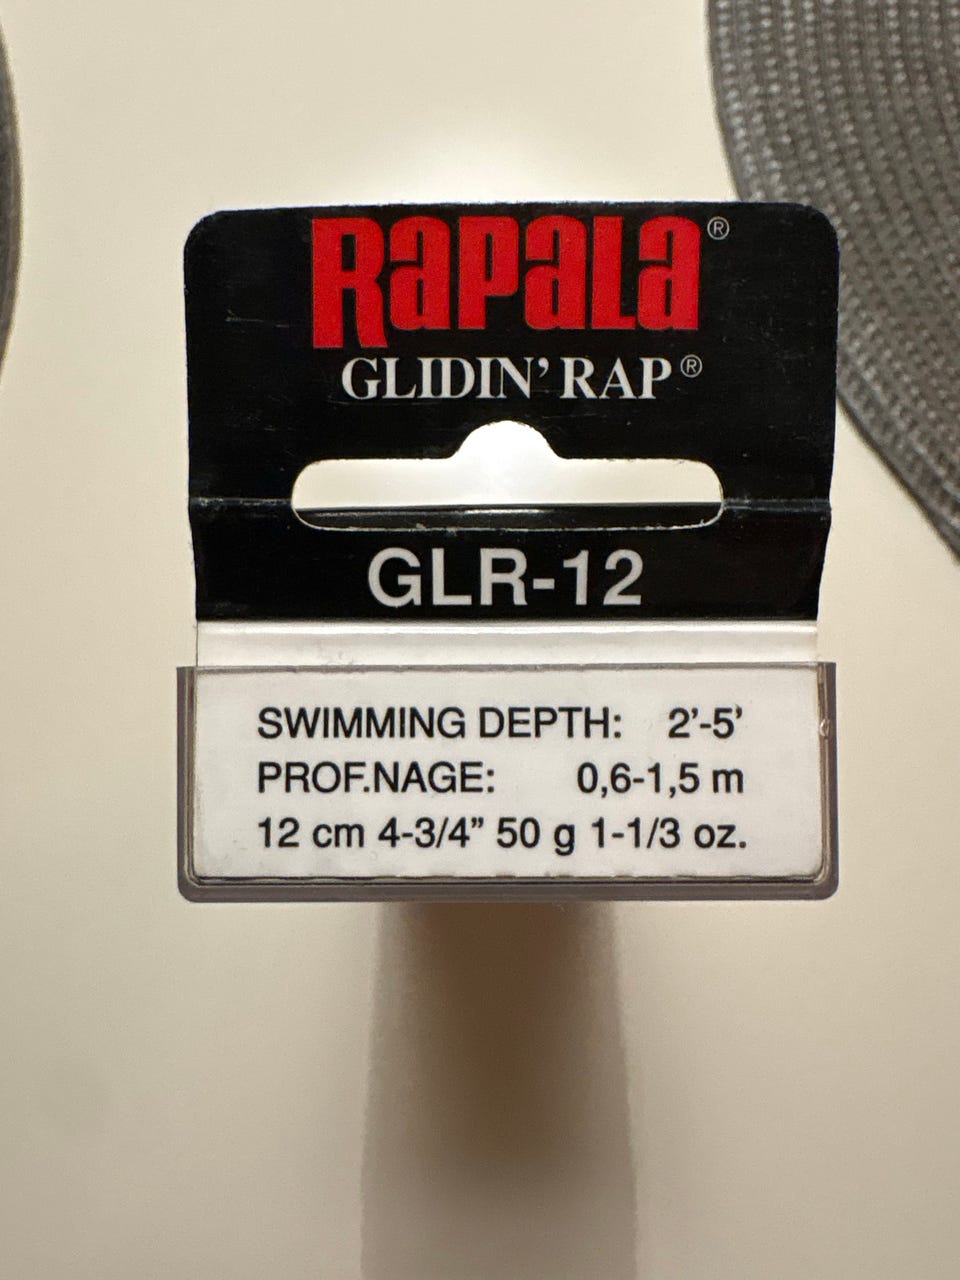 Rapala®
GLIDIN' RAP®
GLR-12
SWIMMING DEPTH: 2'-5'
PROF.NAGE: 0,6-1,5 m
12 cm 4-3/4" 50 g 1-1/3 oz.